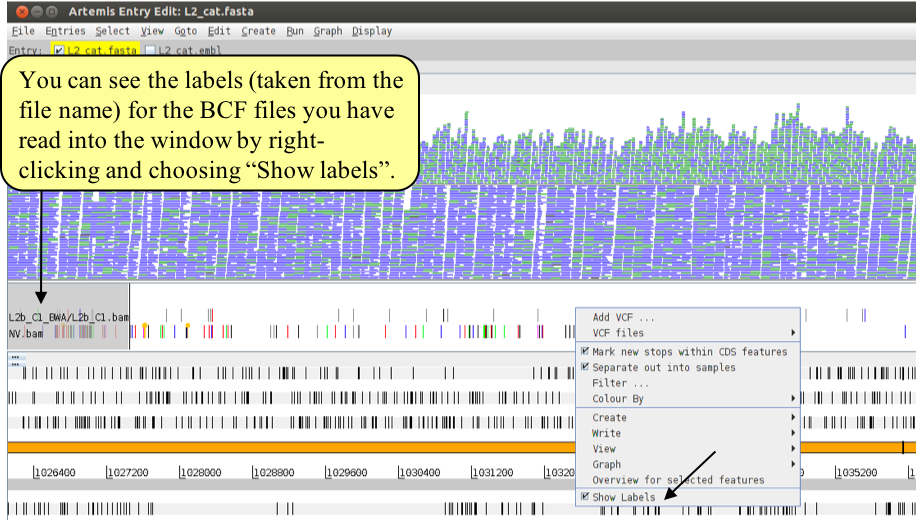 Artemis Entry Edit: L2_cat.fasta
File Entries Select View Goto Edit Create Run Graph Display
Entry: L2_cat.fasta L2_cat.embl
You can see the labels (taken from the
file name) for the BCF files you have
read into the window by right-
clicking and choosing “Show labels”.
L2b_C1_BWA/L2b_C1.bam
NV.bam
Add VCF ...
VCF files
Mark new stops within CDS features
Separate out into samples
Filter ...
Colour By
Create
Write
View
Graph
Overview for selected features
Show Labels
1026400 1027200 1028000 1028800 1029600 1030400 1031200 10320 1035200